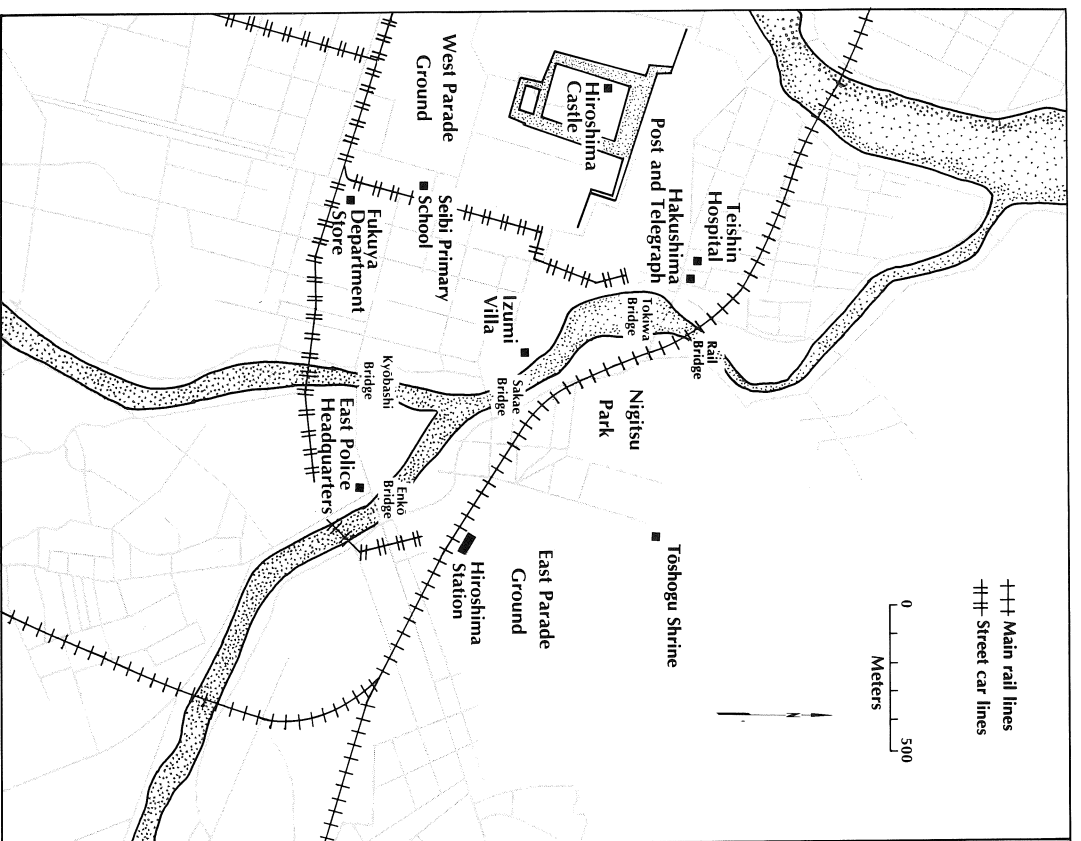 Main rail lines
Street car lines
0
500
Meters
N
Teishin
Hospital
Rail
Bridge
Hakushima
Post and Telegraph
Tōshogu Shrine
Tokiwa
Bridge
Nigitsu
Park
Hiroshima
Castle
East Parade
Ground
Izumi
Villa
Sakae
Bridge
Hiroshima
Station
West Parade
Ground
Seibi Primary
School
Kyōbashi
Bridge
Enkō
Bridge
Fukuya
Department
Store
East Police
Headquarters